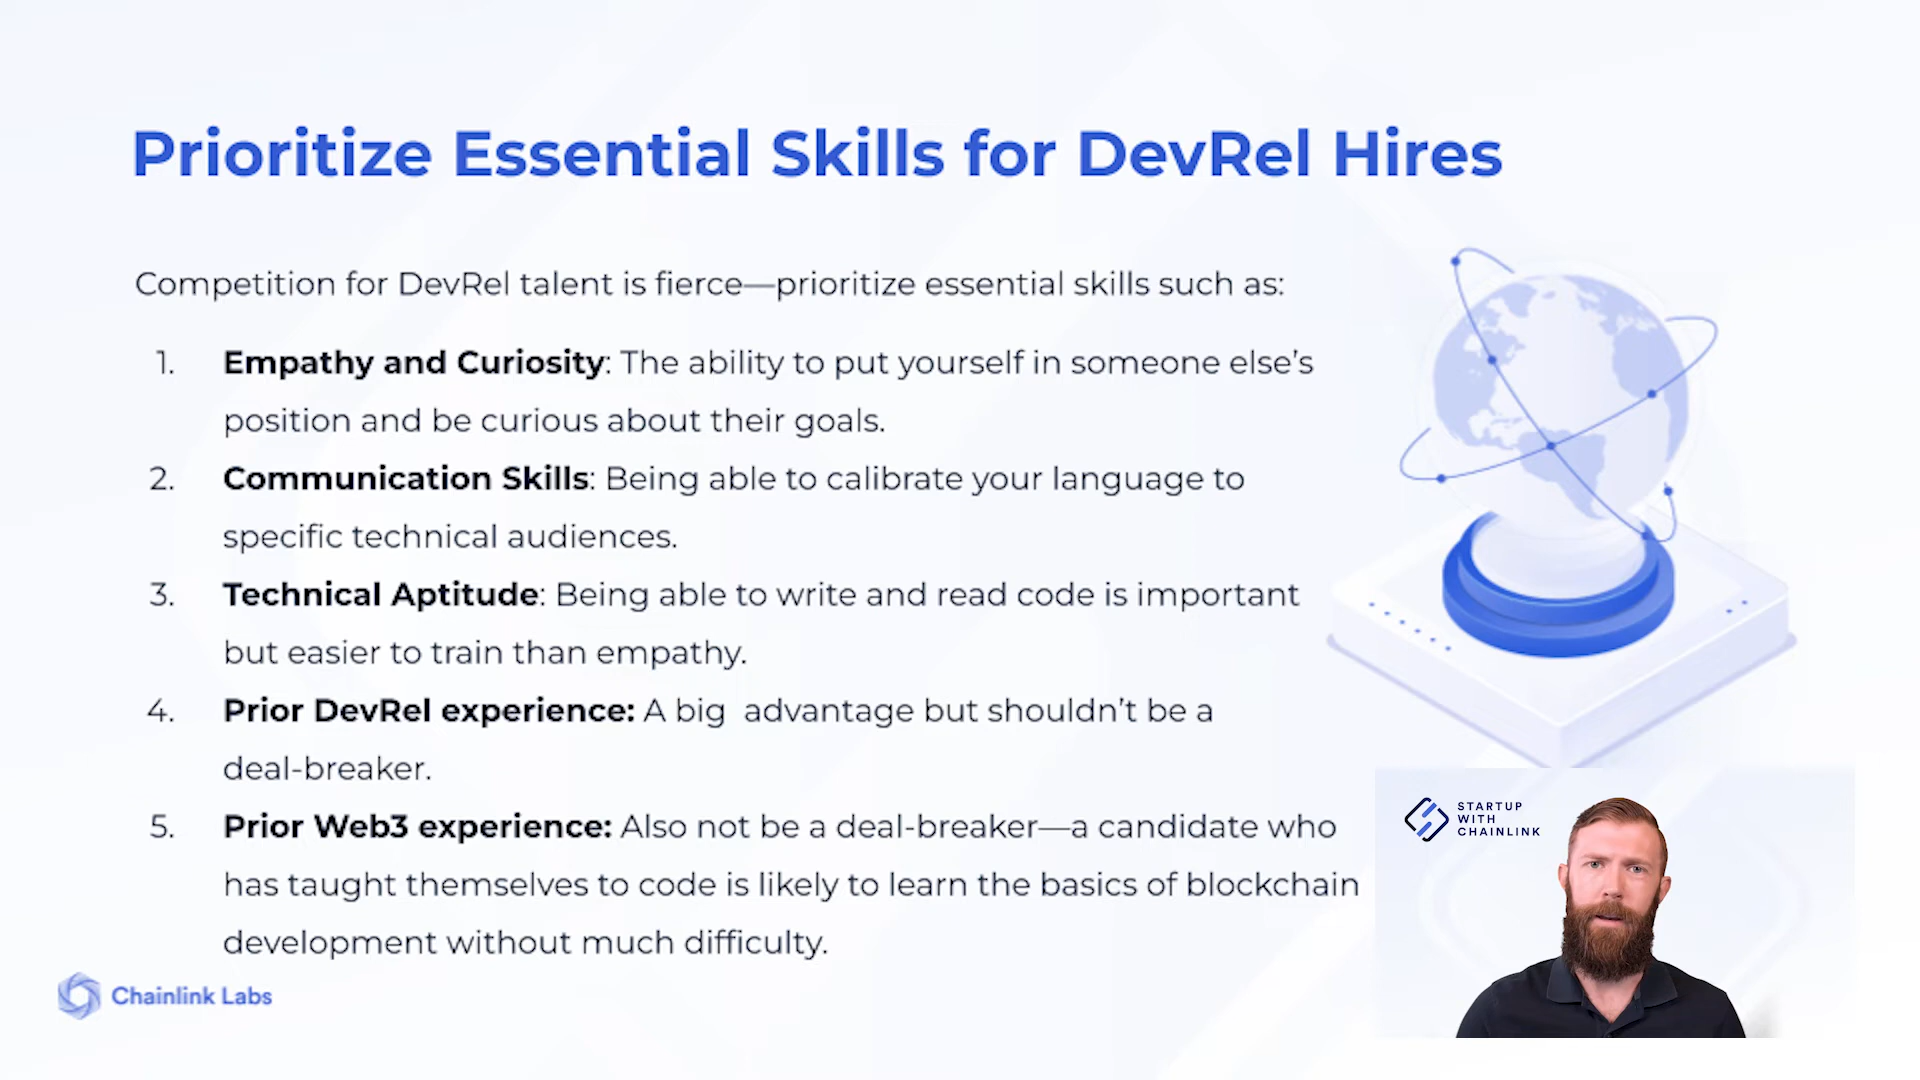 Prioritize Essential Skills for DevRel Hires
Competition for DevRel talent is fierce—prioritize essential skills such as:
1. Empathy and Curiosity: The ability to put yourself in someone else’s
position and be curious about their goals.
2. Communication Skills: Being able to calibrate your language to
specific technical audiences.
3. Technical Aptitude: Being able to write and read code is important
but easier to train than empathy.
4. Prior DevRel experience: A big  advantage but shouldn’t be a
deal-breaker.
5. Prior Web3 experience: Also not be a deal-breaker—a candidate who
has taught themselves to code is likely to learn the basics of blockchain
development without much difficulty.
Chainlink Labs
STARTUP
WITH
CHAINLINK